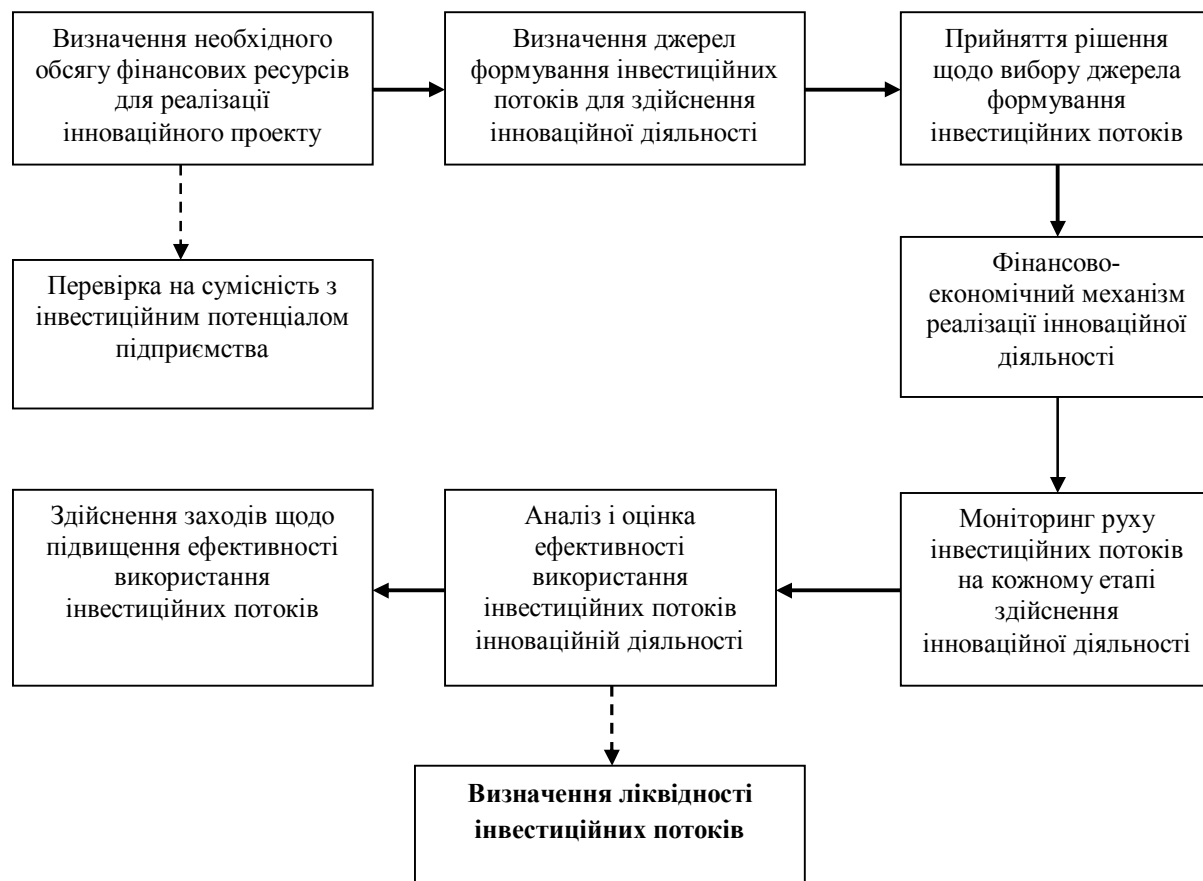 Визначення необхідного
обсягу фінансових ресурсів
для реалізації
інноваційного проекту
Визначення джерел
формування інвестиційних
потоків для здійснення
інноваційної діяльності
Прийняття рішення
щодо вибору джерела
формування
інвестиційних потоків
Перевірка на сумісність з
інвестиційним потенціалом
підприємства
Фінансово-
економічний механізм
реалізації інноваційної
діяльності
Здійснення заходів щодо
підвищення ефективності
використання
інвестиційних потоків
Аналіз і оцінка
ефективності
використання
інвестиційних потоків
інноваційній діяльності
Моніторинг руху
інвестиційних потоків
на кожному етапі
здійснення
інноваційної діяльності
Визначення ліквідності
інвестиційних потоків